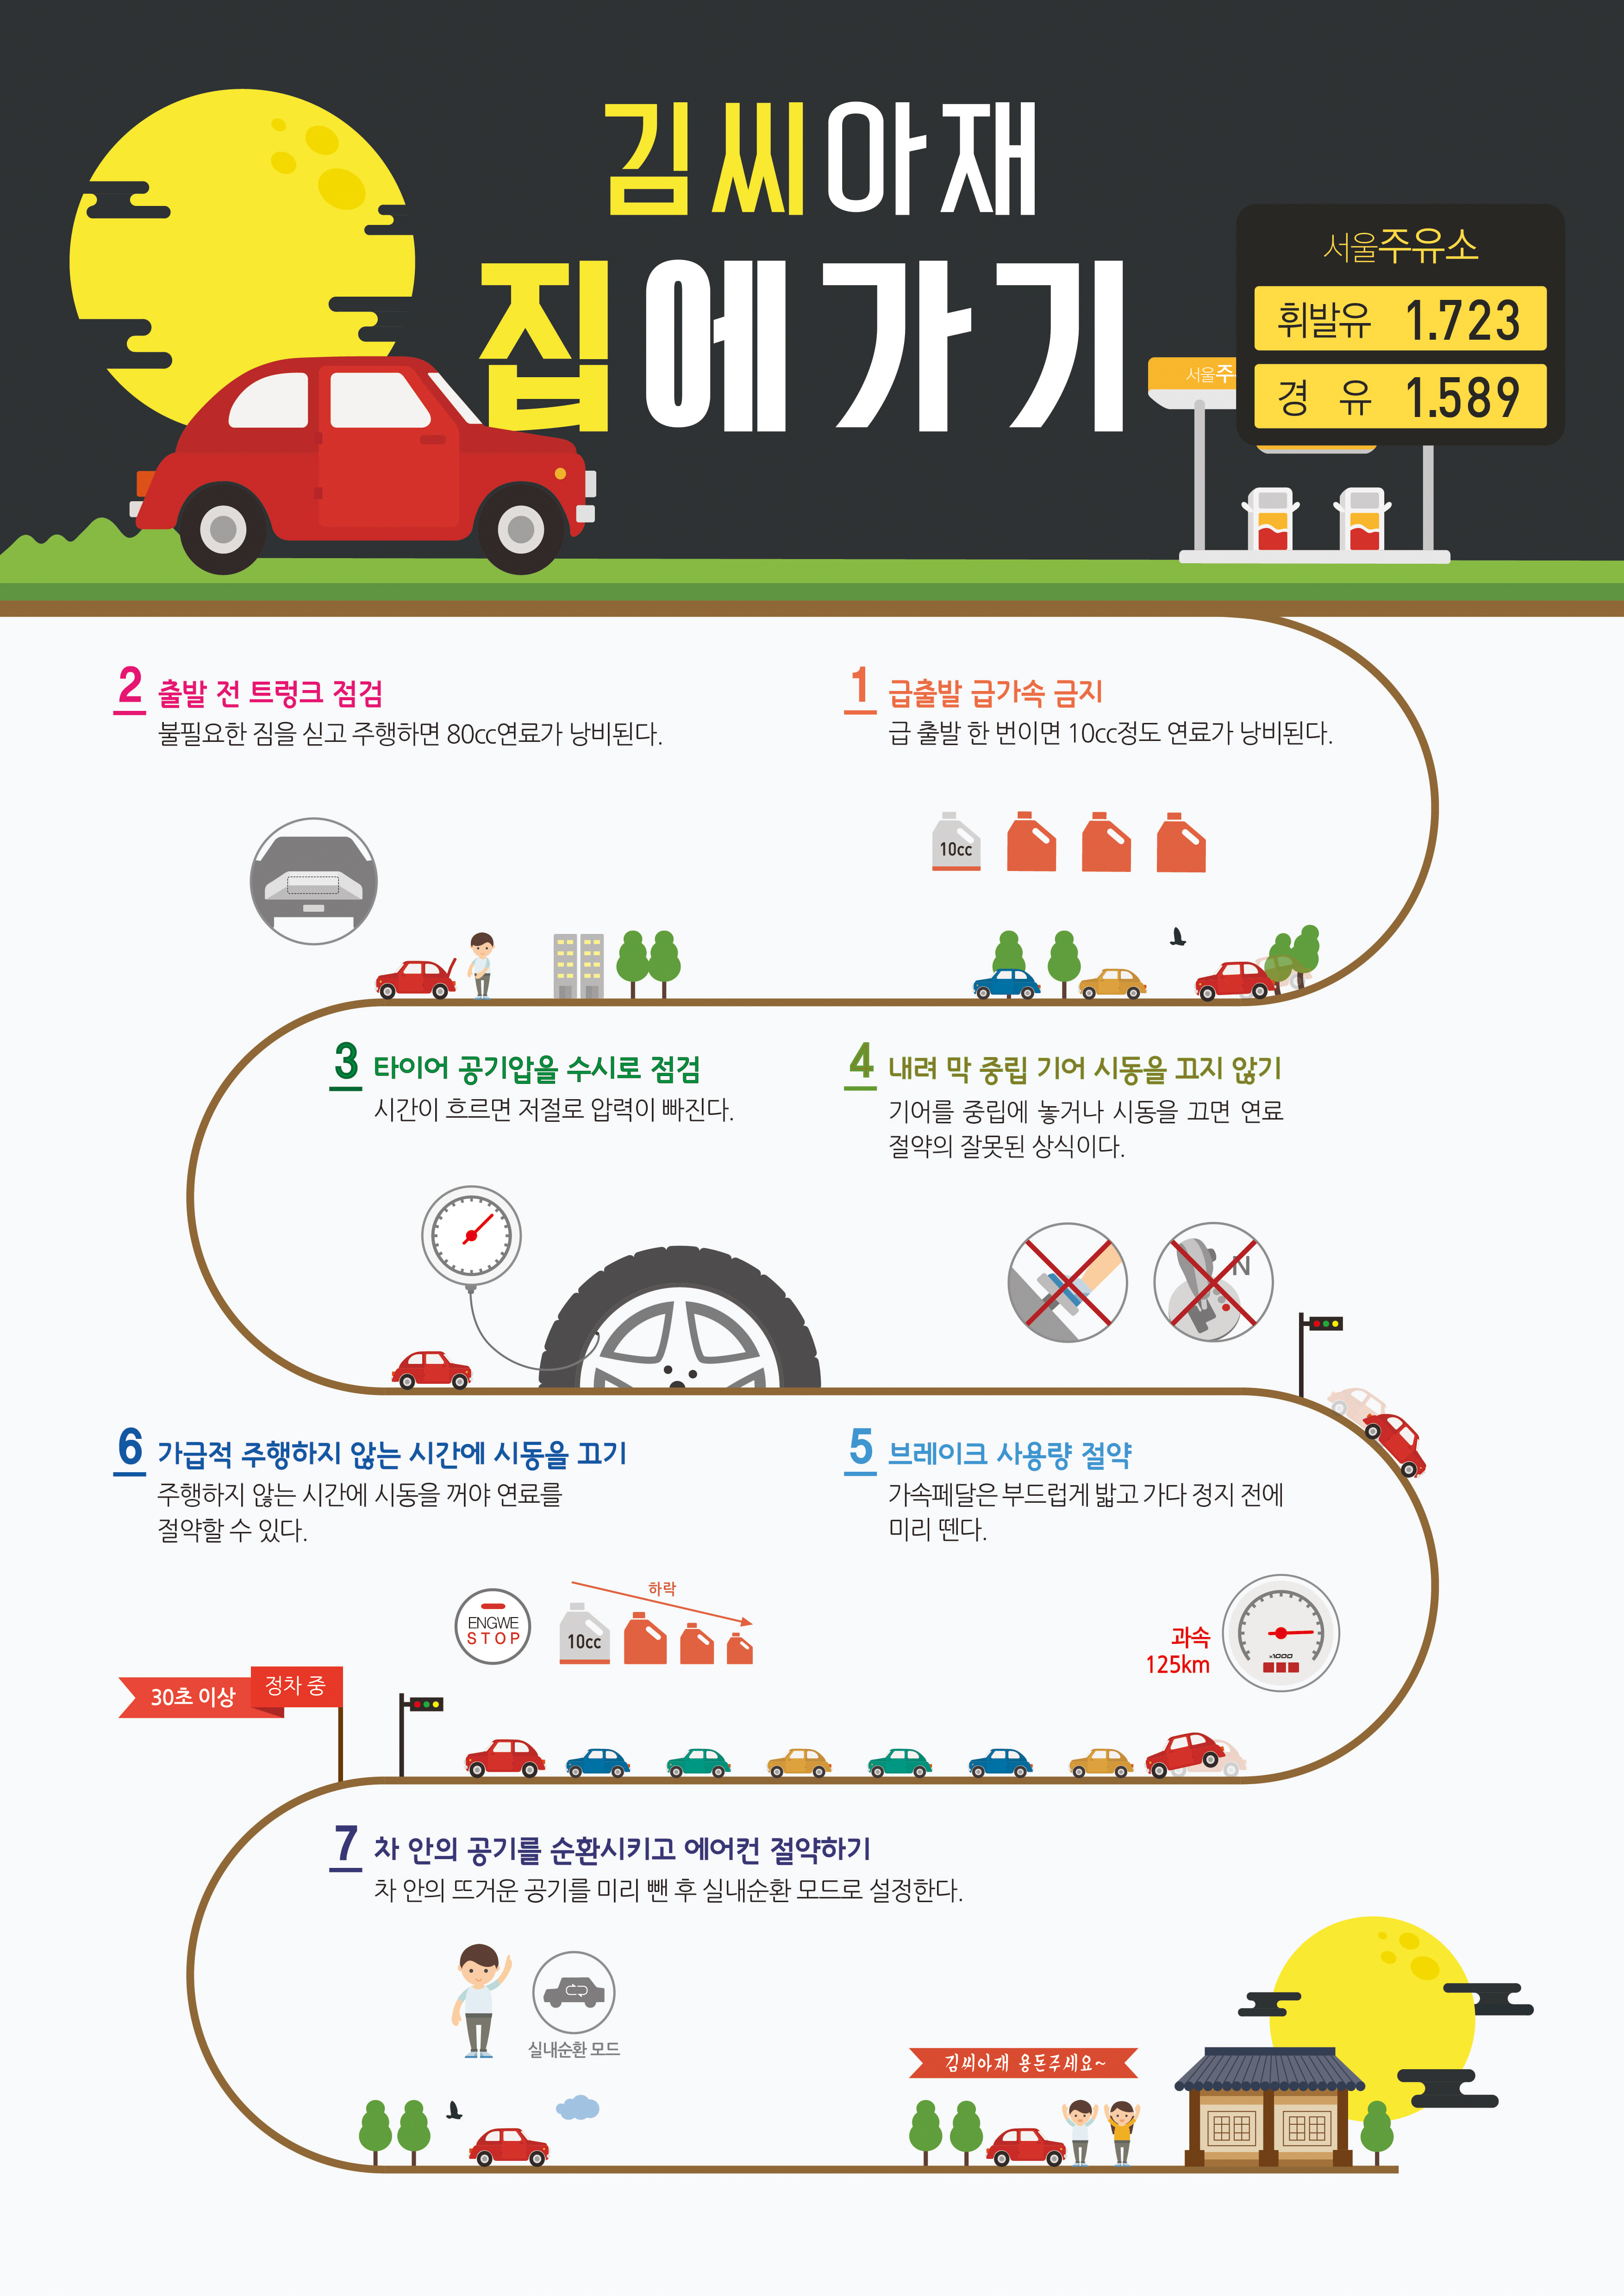 김씨아재
집에가기
서울주유소
휘발유 1.723
경 유 1.589
서울주
1 급출발 급가속 금지
급 출발 한 번이면 10cc정도 연료가 낭비된다.
10cc
2 출발 전 트렁크 점검
불필요한 짐을 싣고 주행하면 80cc연료가 낭비된다.
3 타이어 공기압을 수시로 점검
시간이 흐르면 저절로 압력이 빠진다.
4 내려 막 중립 기어 시동을 끄지 않기
기어를 중립에 놓거나 시동을 끄면 연료
절약의 잘못된 상식이다.
N
5 브레이크 사용량 절약
가속페달은 부드럽게 밟고 가다 정지 전에
미리 뗀다.
과속
125km
x1000
6 가급적 주행하지 않는 시간에 시동을 끄기
주행하지 않는 시간에 시동을 꺼야 연료를
절약할 수 있다.
ENGWE
STOP
10cc
하락
30초 이상
정차 중
7 차 안의 공기를 순환시키고 에어컨 절약하기
차 안의 뜨거운 공기를 미리 뺀 후 실내순환 모드로 설정한다.
실내순환 모드
김씨아재 용돈주세요~